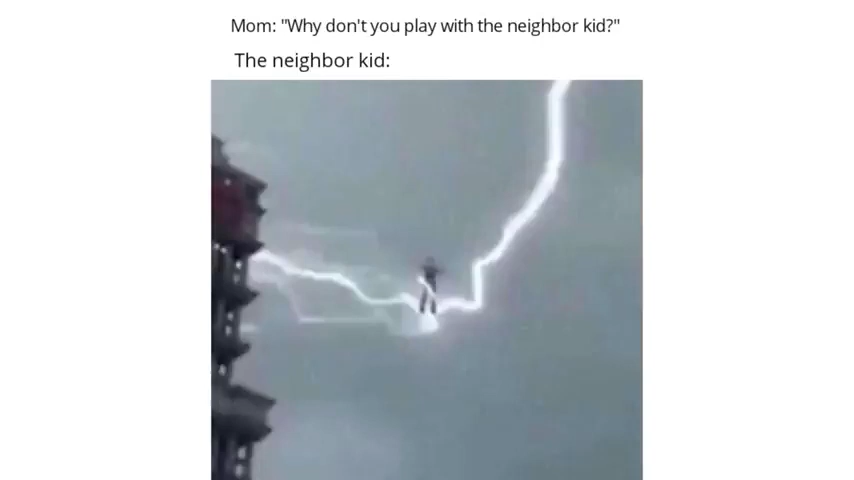 Mom: "Why don't you play with the neighbor kid?"
The neighbor kid: